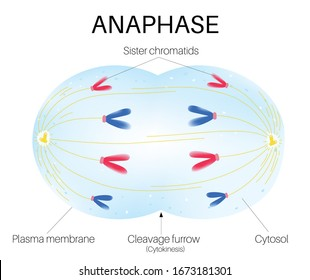 ANAPHASE
Sister chromatids
Plasma membrane
Cleavage furrow
(Cytokinesis)
Cytosol
shutterstock.com · 1673181301